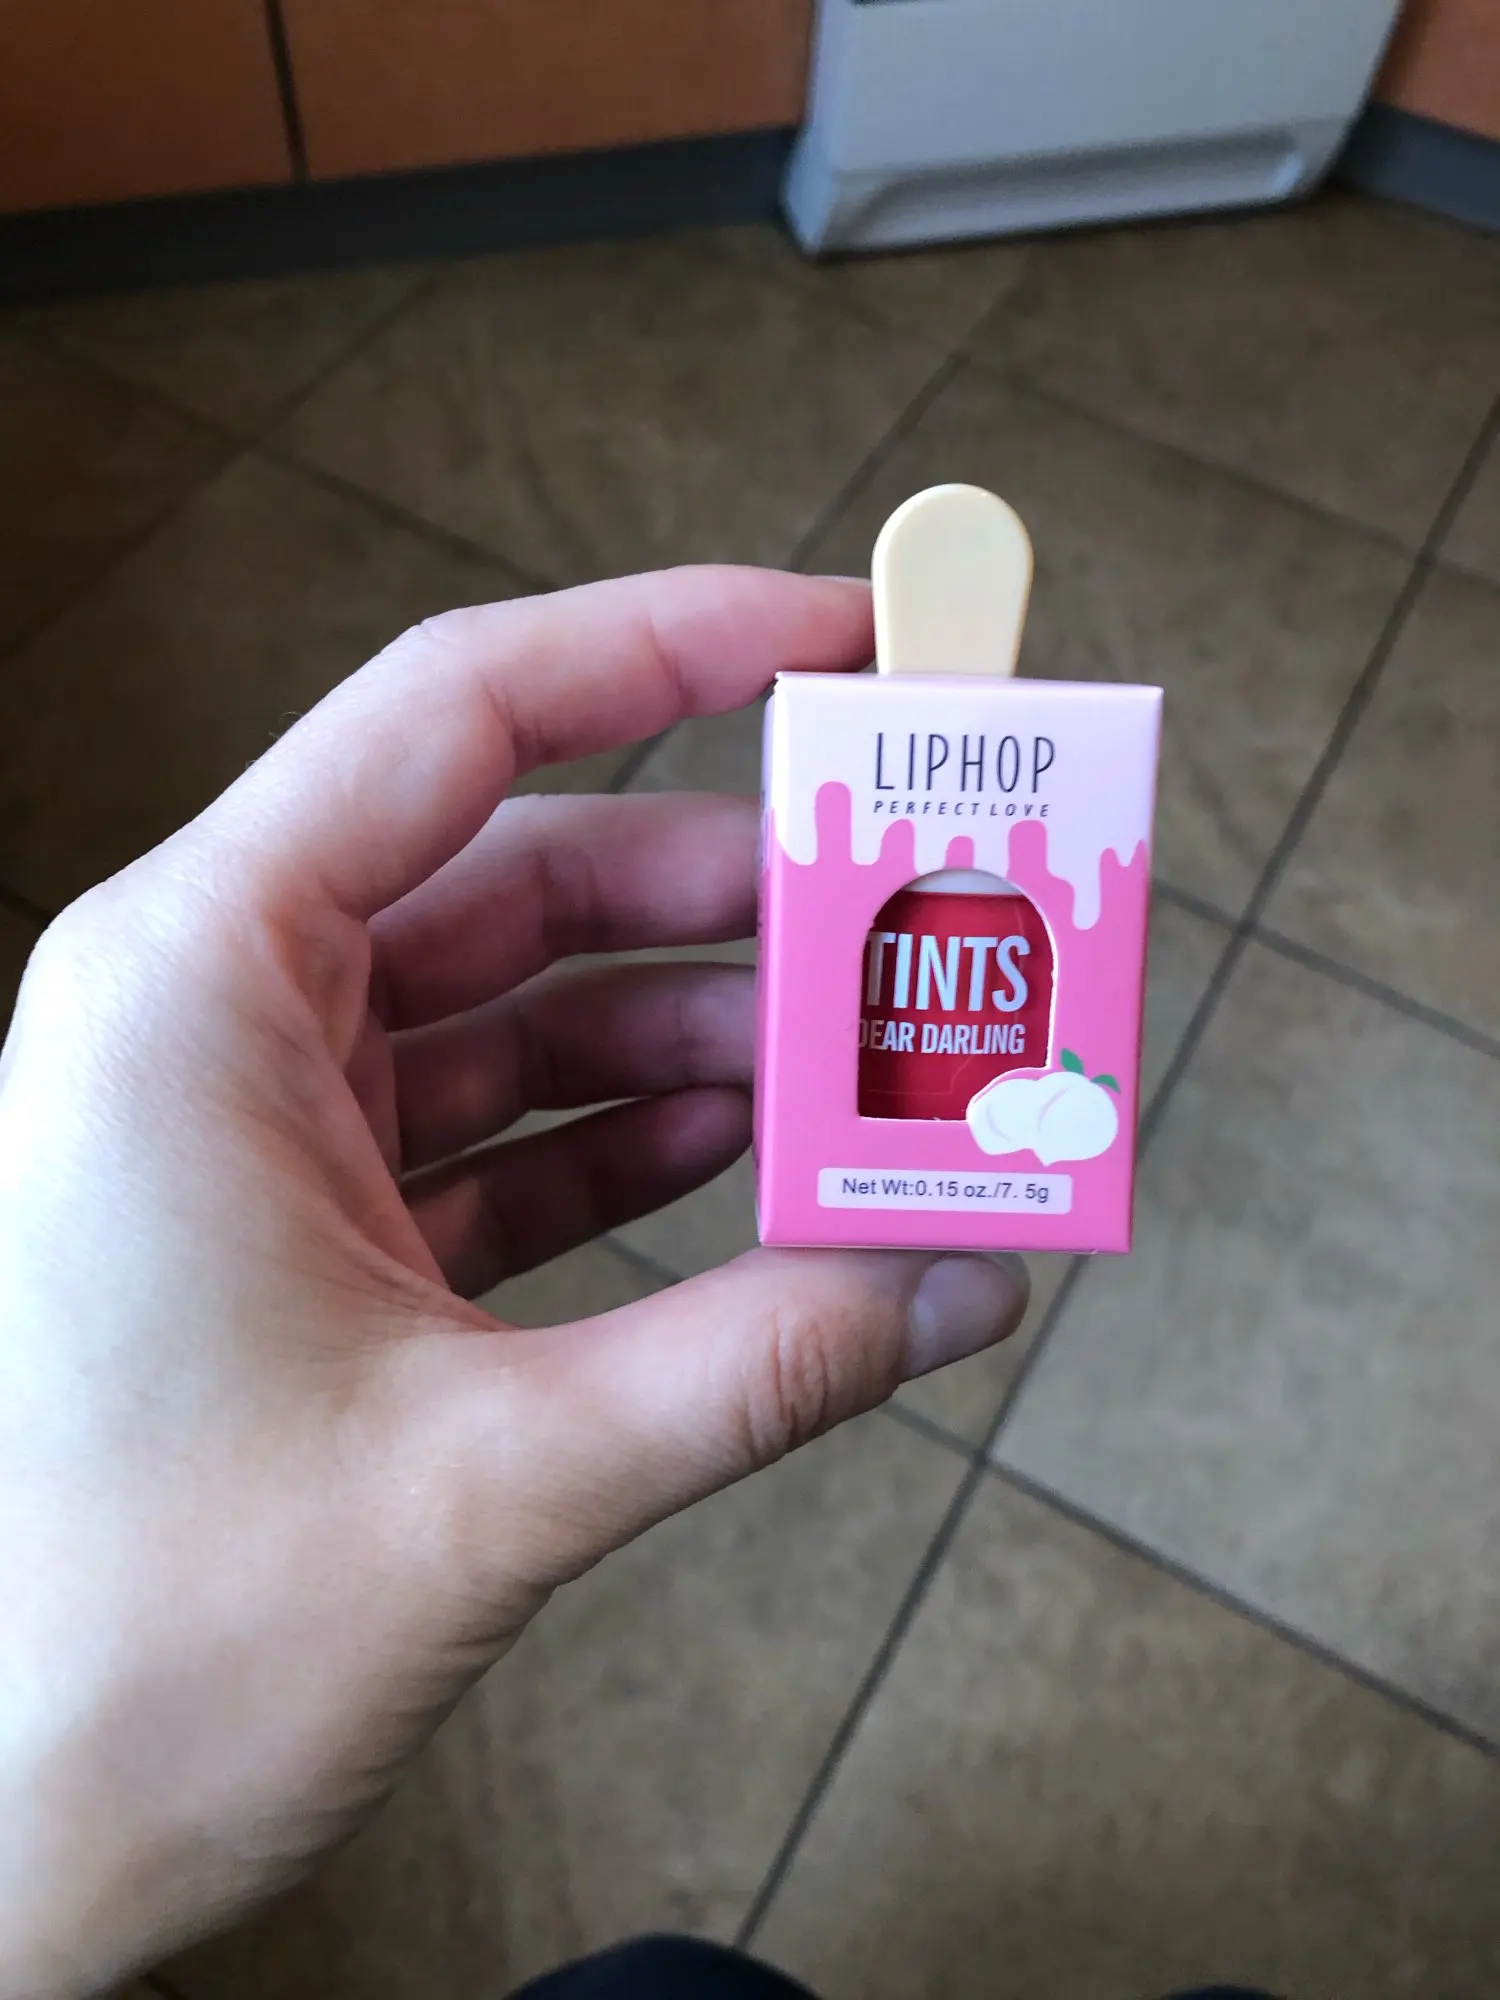 LIPHOP
PERFECT LOVE
TINTS
DEAR DARLING
Net Wt:0.15 oz./7. 5g